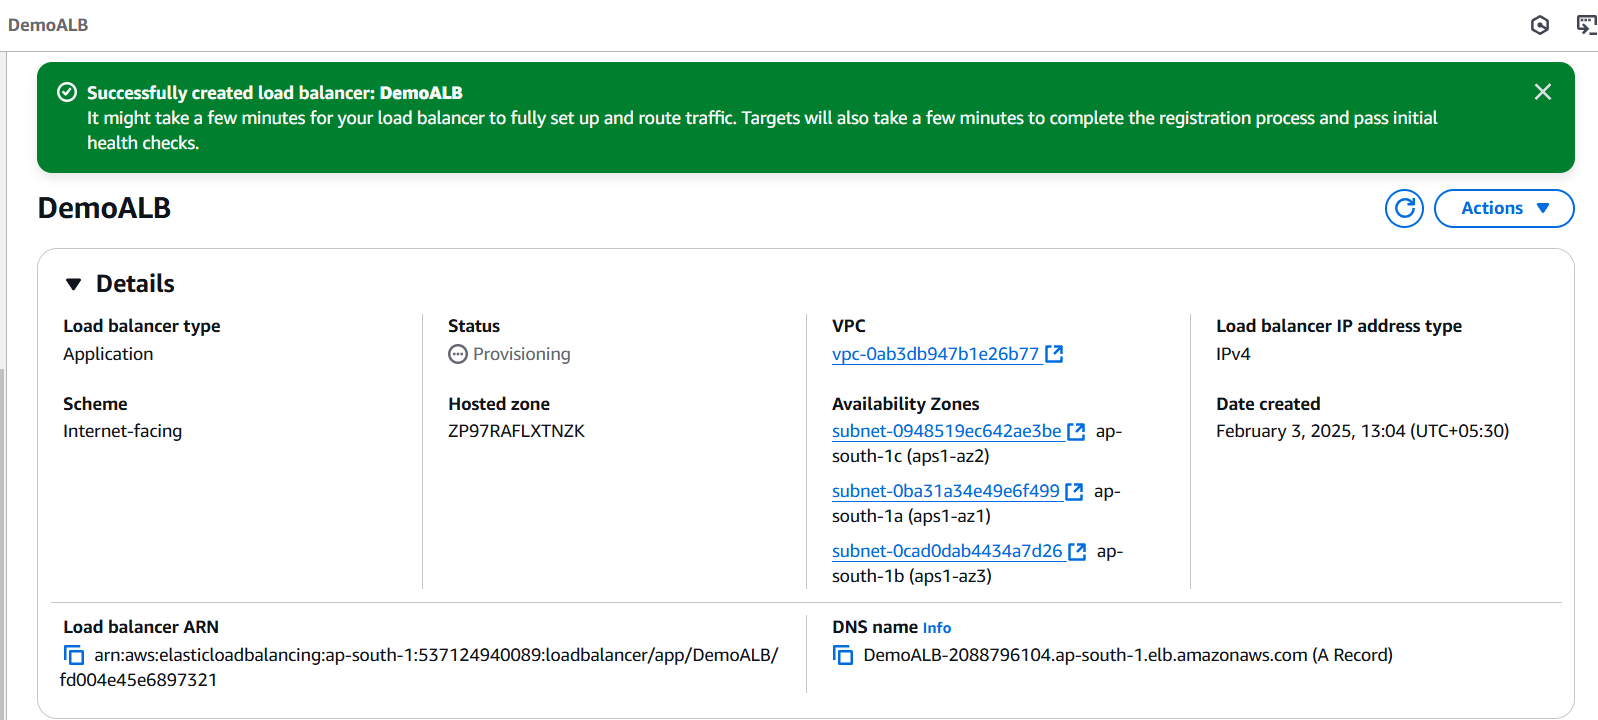 DemoALB
Successfully created load balancer: DemoALB
It might take a few minutes for your load balancer to fully set up and route traffic. Targets will also take a few minutes to complete the registration process and pass initial
health checks.
DemoALB
Actions
Details
Load balancer type
Application
Status
Provisioning
VPC
vpc-0ab3db947b1e26b77
Load balancer IP address type
IPv4
Scheme
Internet-facing
Hosted zone
ZP97RAFLXTNZK
Availability Zones
subnet-0948519ec642ae3be ap-
south-1c (aps1-az2)
subnet-0ba31a34e49e6f499 ap-
south-1a (aps1-az1)
subnet-0cad0dab4434a7d26 ap-
south-1b (aps1-az3)
Date created
February 3, 2025, 13:04 (UTC+05:30)
Load balancer ARN
arn:aws:elasticloadbalancing:ap-south-1:537124940089:loadbalancer/app/DemoALB/
fd004e45e6897321
DNS name Info
DemoALB-2088796104.ap-south-1.elb.amazonaws.com (A Record)